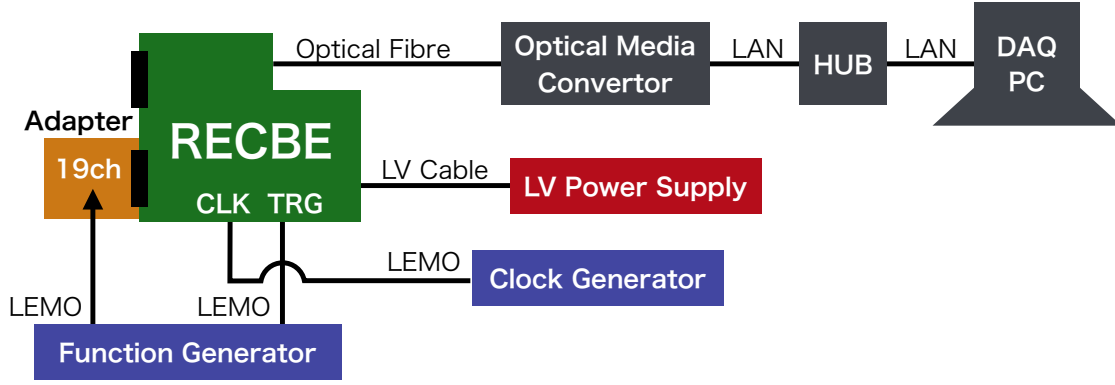 Optical Fibre
Optical Media
Convertor
LAN
HUB
LAN
DAQ
PC
Adapter
19ch
RECBE
LV Cable
LV Power Supply
CLK TRG
LEMO
Clock Generator
LEMO
LEMO
Function Generator